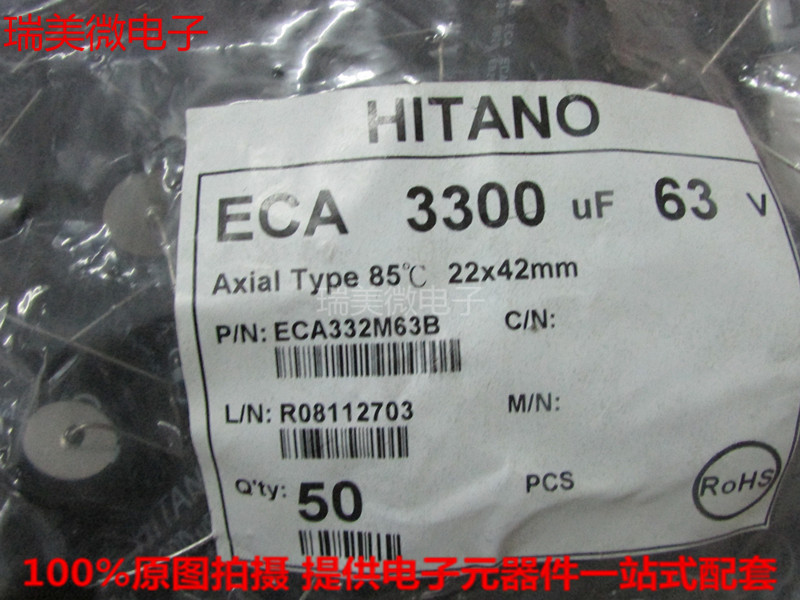 瑞美微电子
HITANO
ECA 3300 uF 63 V
Axial Type 85℃ 22x42mm
瑞美微电子
P/N: ECA332M63B C/N:
L/N: R08112703 M/N:
Q'ty: 50 PCS
RoHS
HITANO
100%原图拍摄 提供电子元器件一站式配套